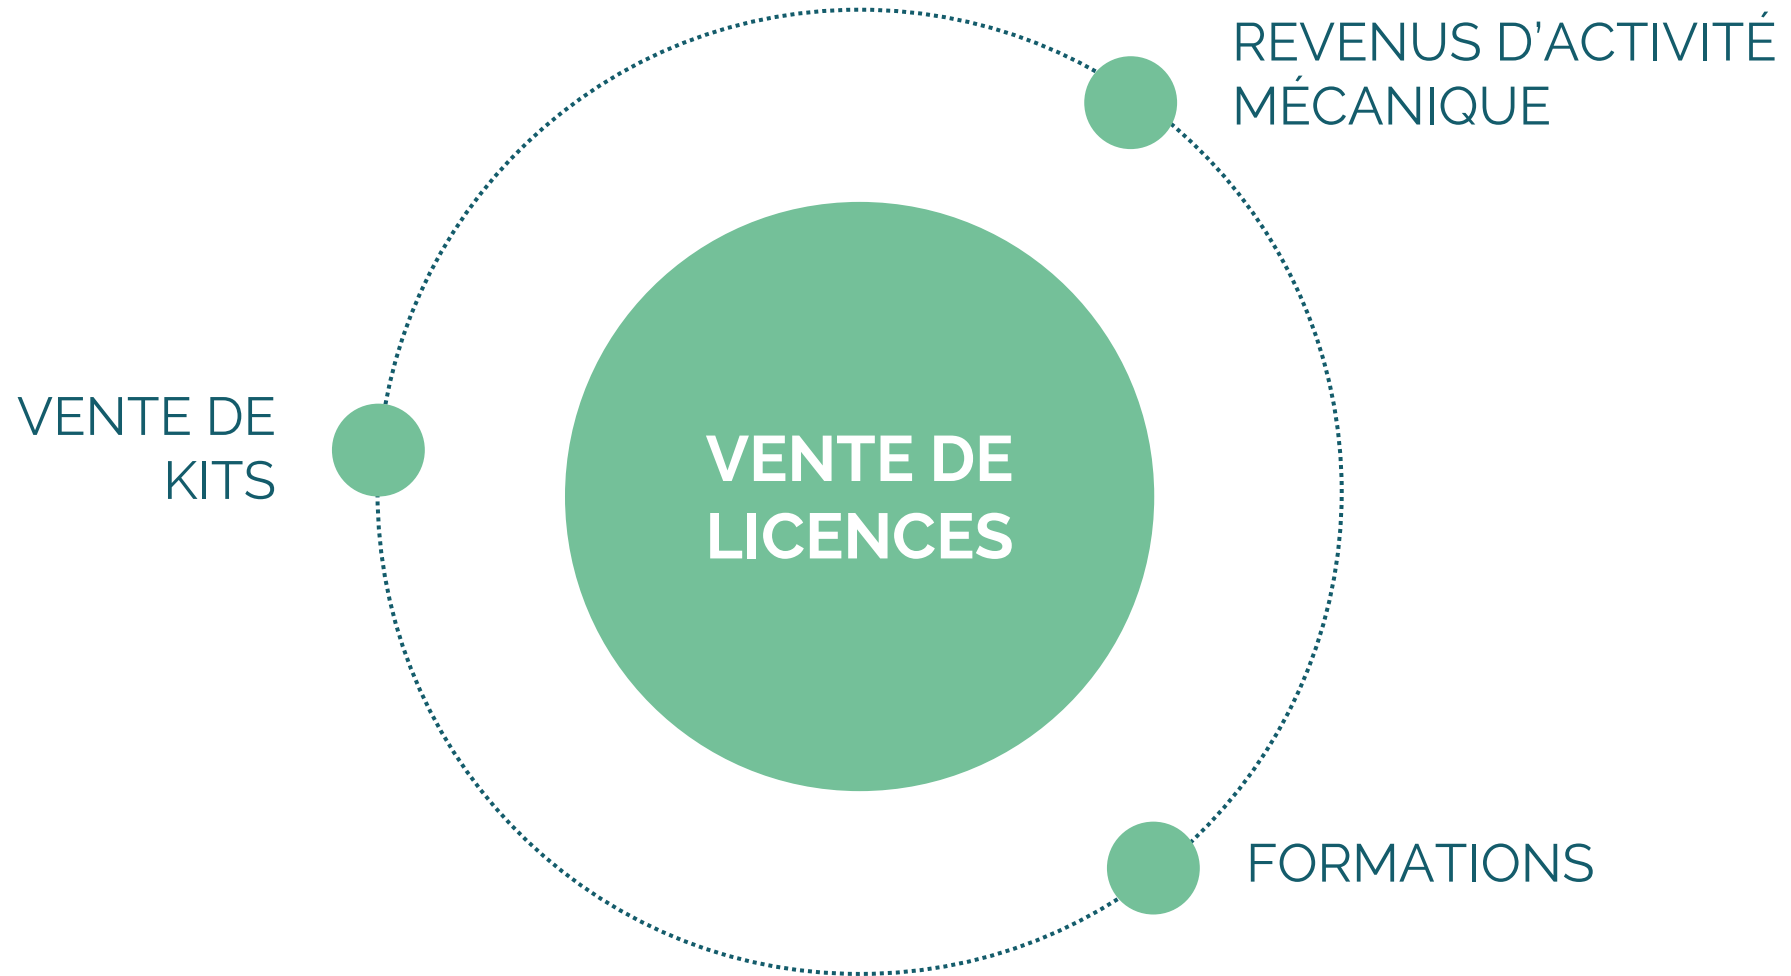 REVENUS D’ACTIVITÉ
MÉCANIQUE
VENTE DE
KITS
VENTE DE
LICENCES
FORMATIONS